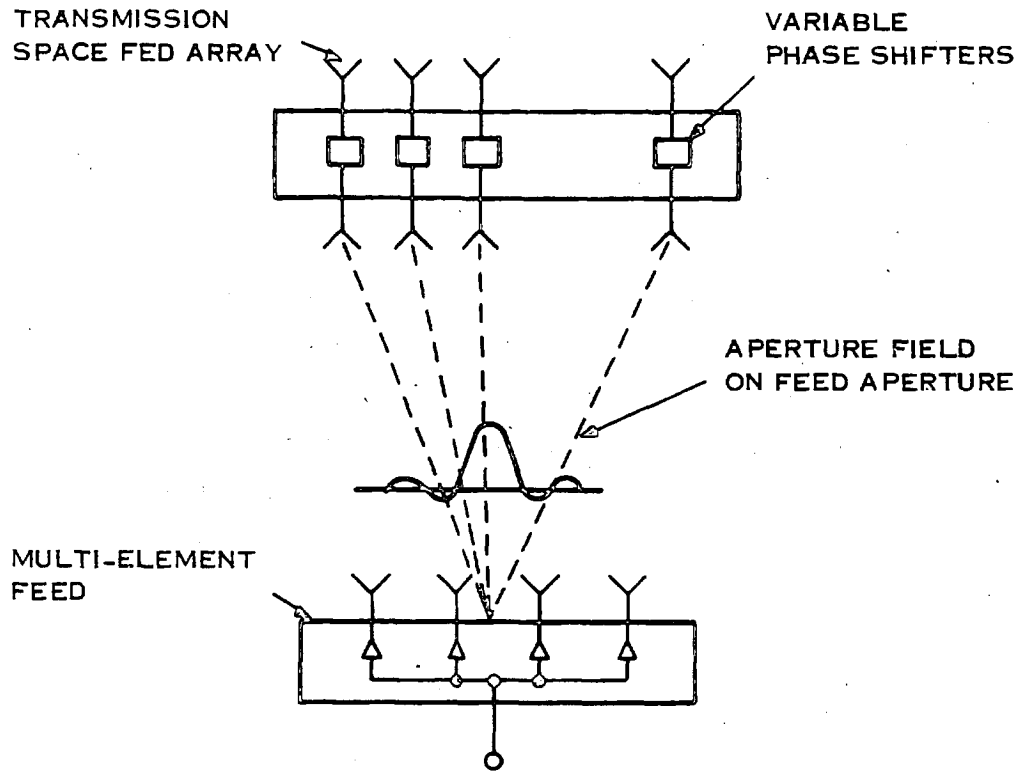 TRANSMISSION
SPACE FED ARRAY
VARIABLE
PHASE SHIFTERS
APERTURE FIELD
ON FEED APERTURE
MULTI-ELEMENT
FEED